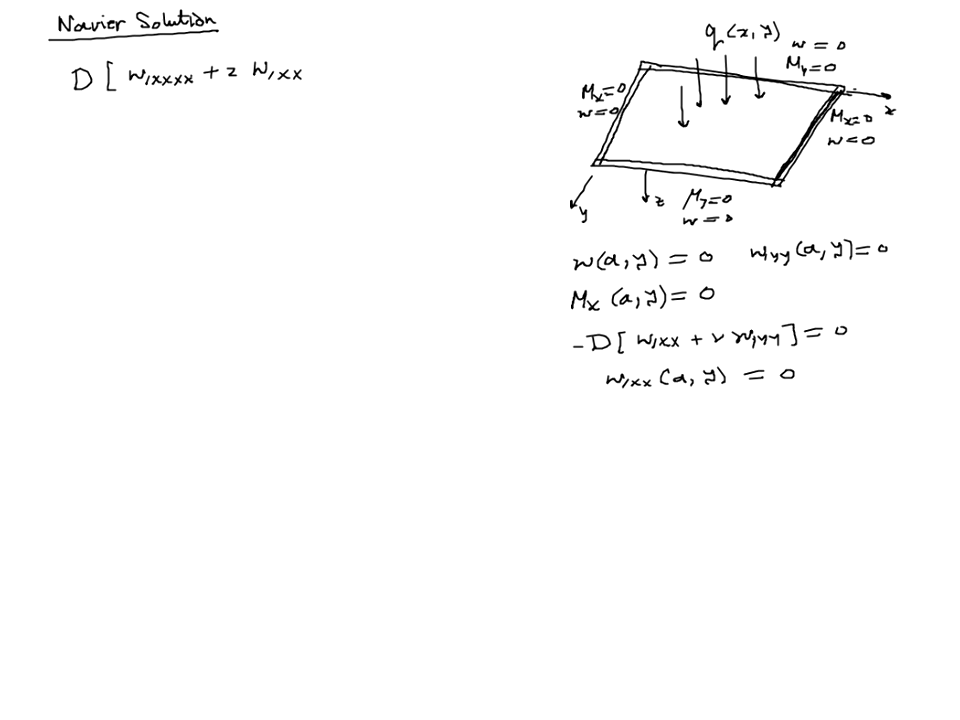 Navier Solution
D [ w,xxxx + 2 w,xx
q(x, y)
w = 0
My=0
Mx=0
w=0
x
Mx=0
w=0
y
z
My=0
w=0
w(a, y) = 0 w,yy(a, y)=0
Mx (a, y)= 0
-D[ w,xx + ν w,yy ] = 0
w,xx (a, y) = 0